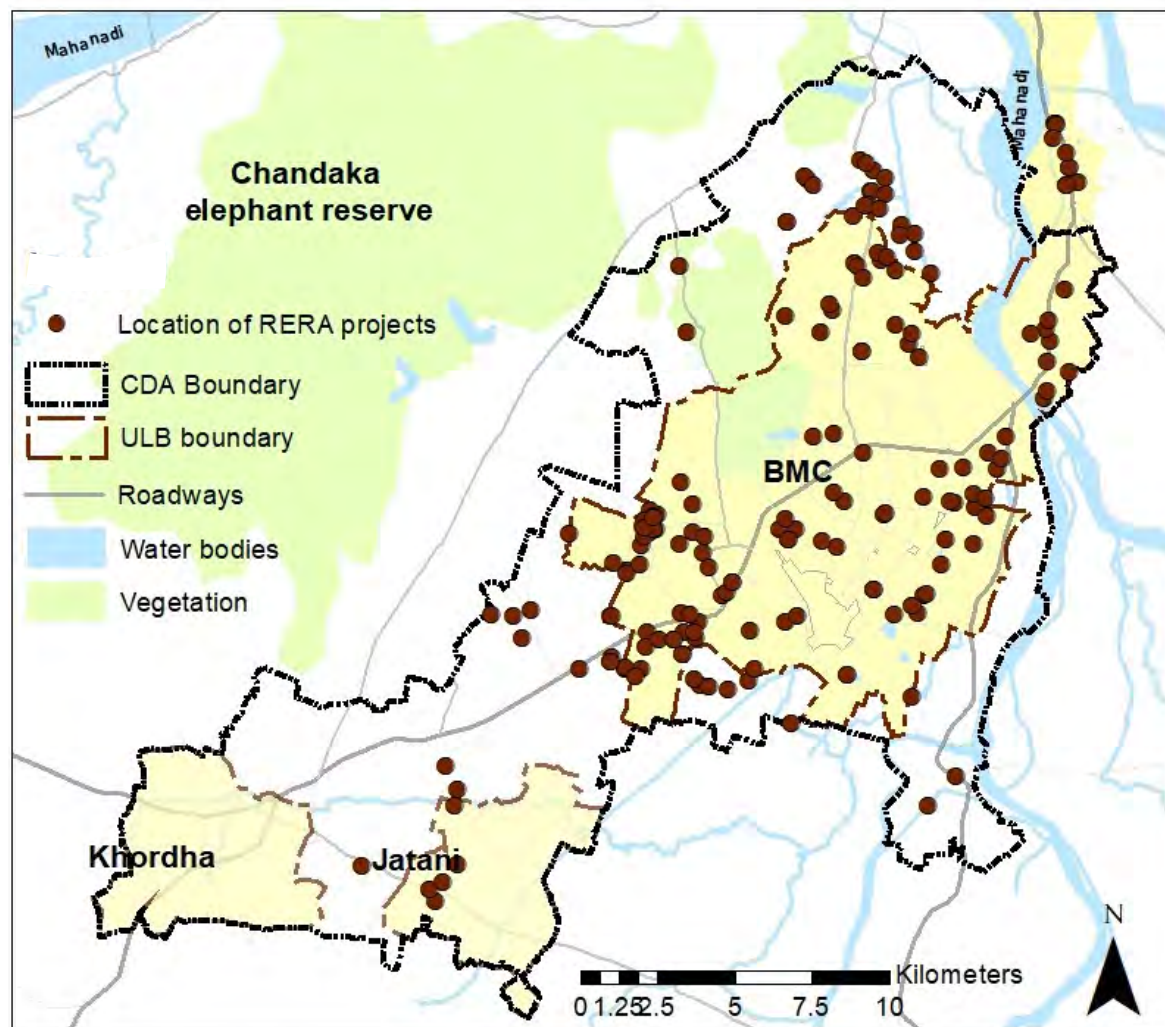 Mahanadi
Mahanadi
Chandaka
elephant reserve
Location of RERA projects
CDA Boundary
ULB boundary
Roadways
Water bodies
Vegetation
BMC
Khordha
Jatani
N
Kilometers
0 1.25 2.5 5 7.5 10